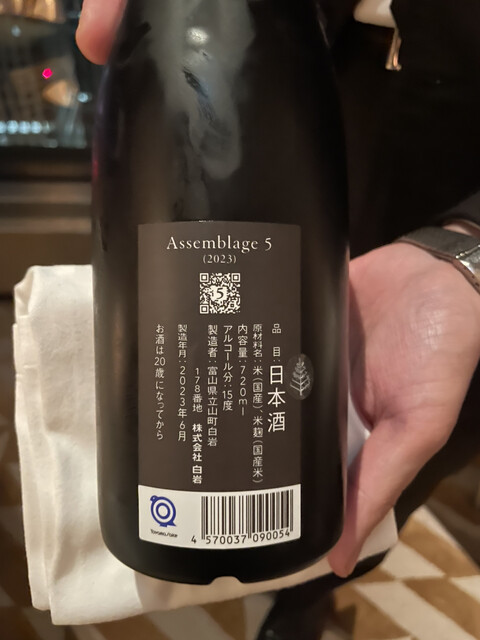 Assemblage 5
(2023)
5
品目:日本酒
原材料名:米(国産)、米麹(国産米)
内容量:720ml
アルコール分:15度
製造者:富山県立山町白岩
178番地 株式会社白岩
製造年月:2023年6月
お酒は20歳になってから
Toyama Sake
4 570037 090054